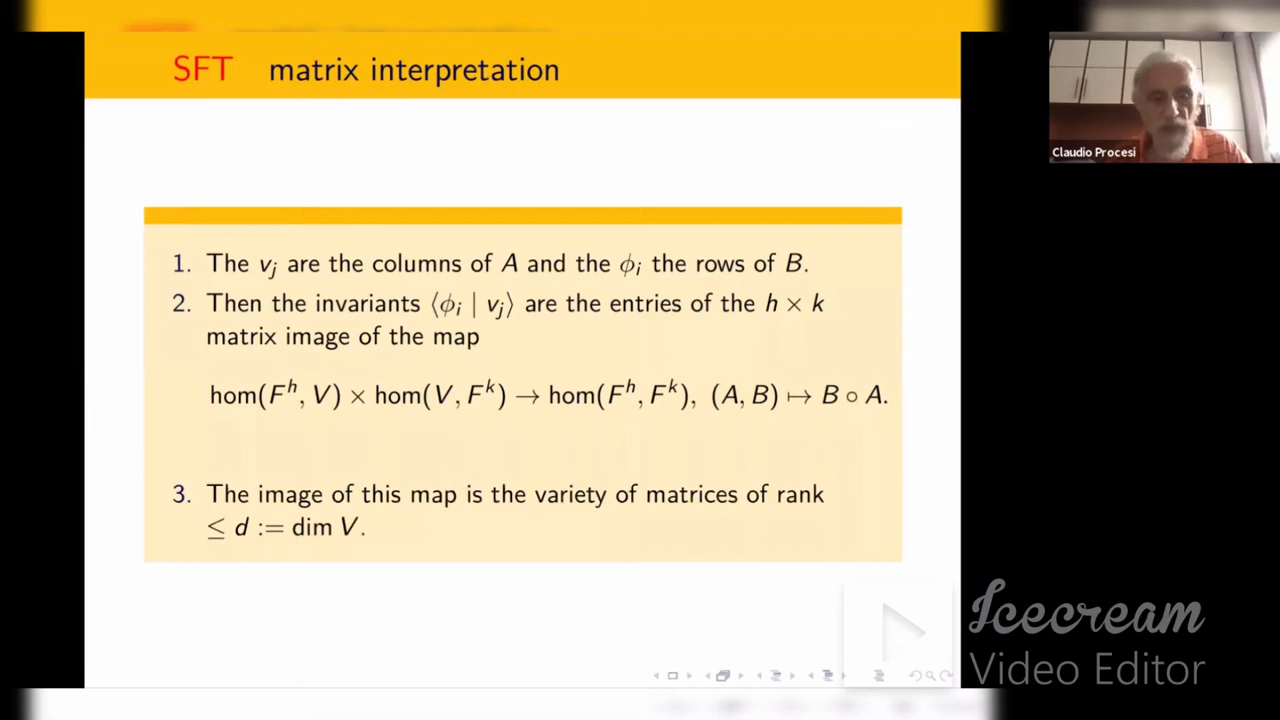 SFT matrix interpretation
Claudio Procesi
1. The v_j are the columns of A and the ϕ_i the rows of B.
2. Then the invariants ⟨ϕ_i | v_j⟩ are the entries of the h × k
matrix image of the map
hom(F^h, V) × hom(V, F^k) → hom(F^h, F^k), (A, B) ↦ B ∘ A.
3. The image of this map is the variety of matrices of rank
≤ d := dim V.
Icecream
Video Editor